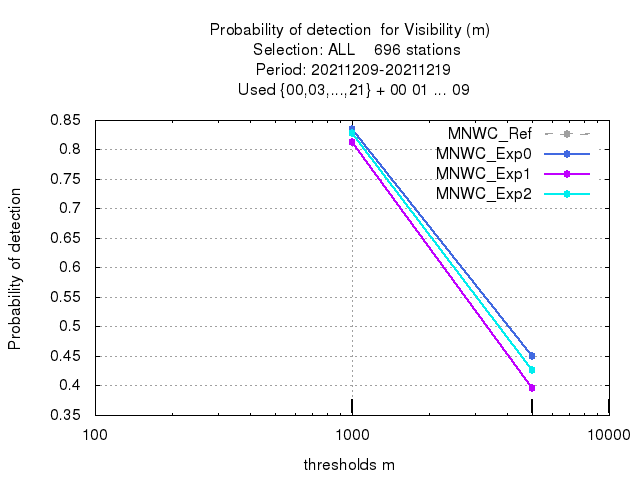 Probability of detection  for Visibility (m)
Selection: ALL    696 stations
Period: 20211209-20211219
Used {00,03,...,21} + 00 01 ... 09
MNWC_Ref
MNWC_Exp0
MNWC_Exp1
MNWC_Exp2
Probability of detection
0.85
0.8
0.75
0.7
0.65
0.6
0.55
0.5
0.45
0.4
0.35
100 1000 10000
thresholds m